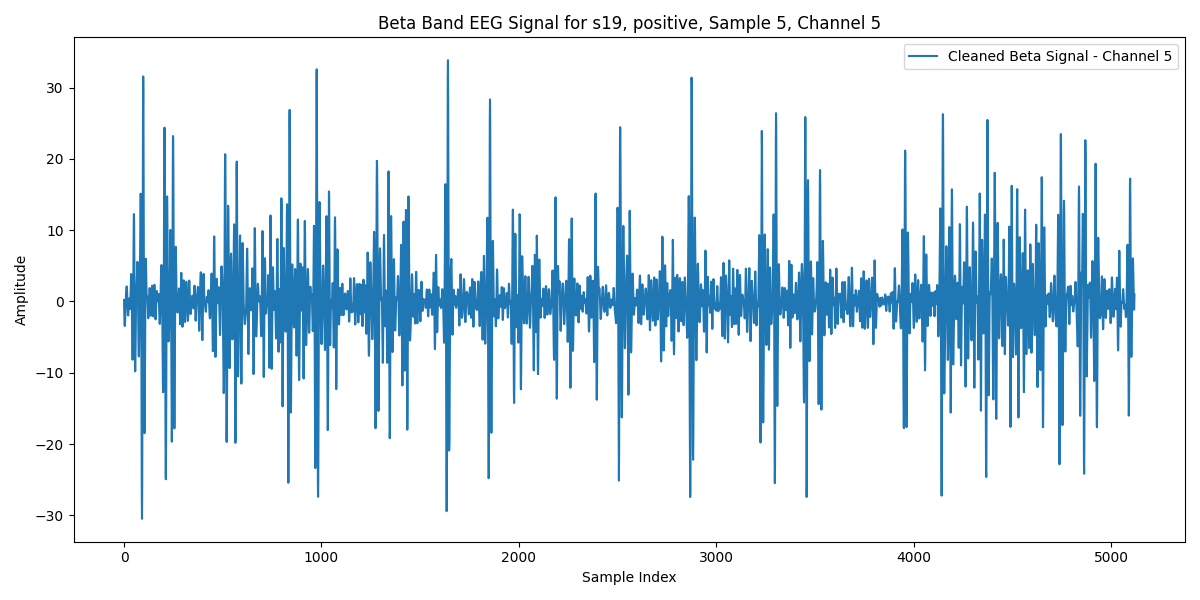 Beta Band EEG Signal for s19, positive, Sample 5, Channel 5
Cleaned Beta Signal - Channel 5
Amplitude
30
20
10
0
−10
−20
−30
0 1000 2000 3000 4000 5000
Sample Index